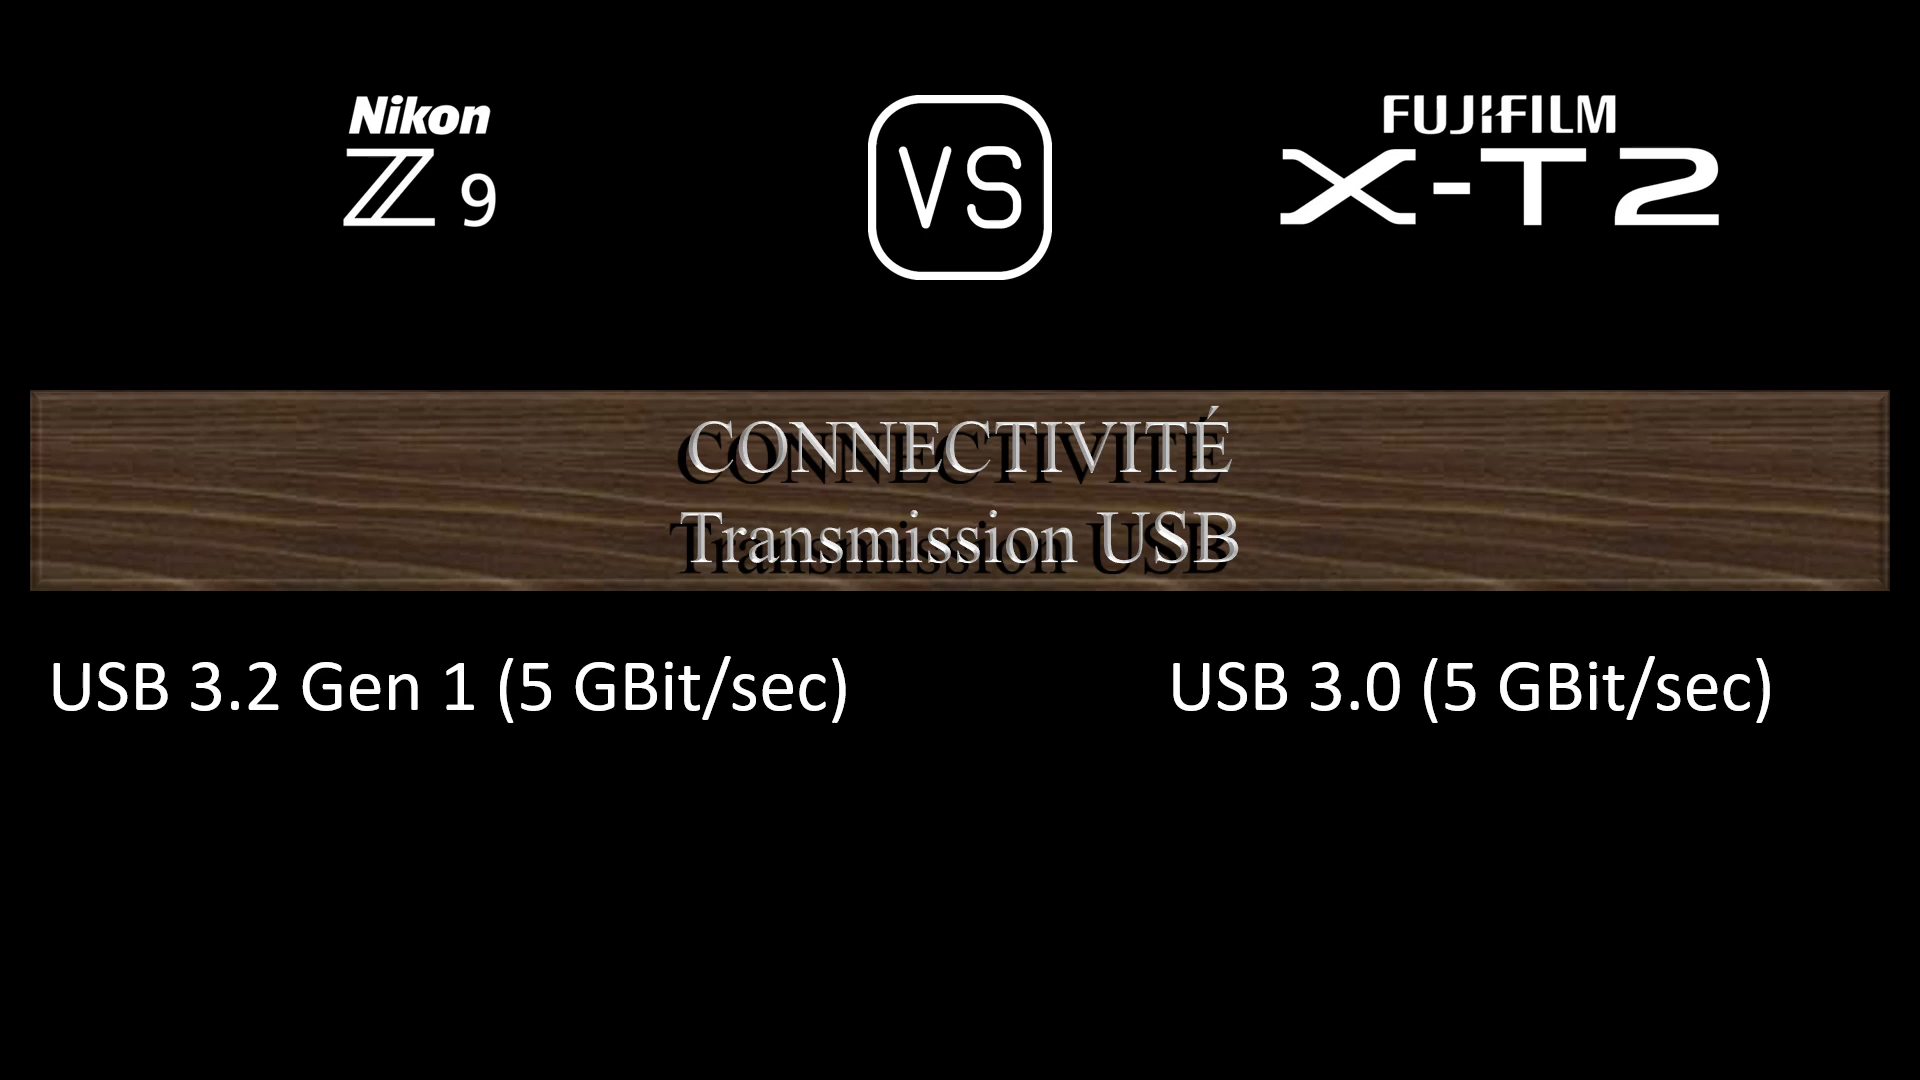 Nikon
Z 9
VS
FUJIFILM
X-T2
CONNECTIVITÉ
Transmission USB
USB 3.2 Gen 1 (5 GBit/sec)
USB 3.0 (5 GBit/sec)